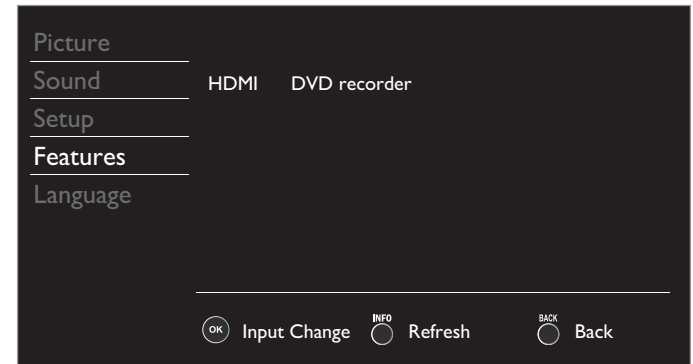 Picture
Sound
Setup
Features
Language
HDMI DVD recorder
OK Input Change INFO Refresh BACK Back